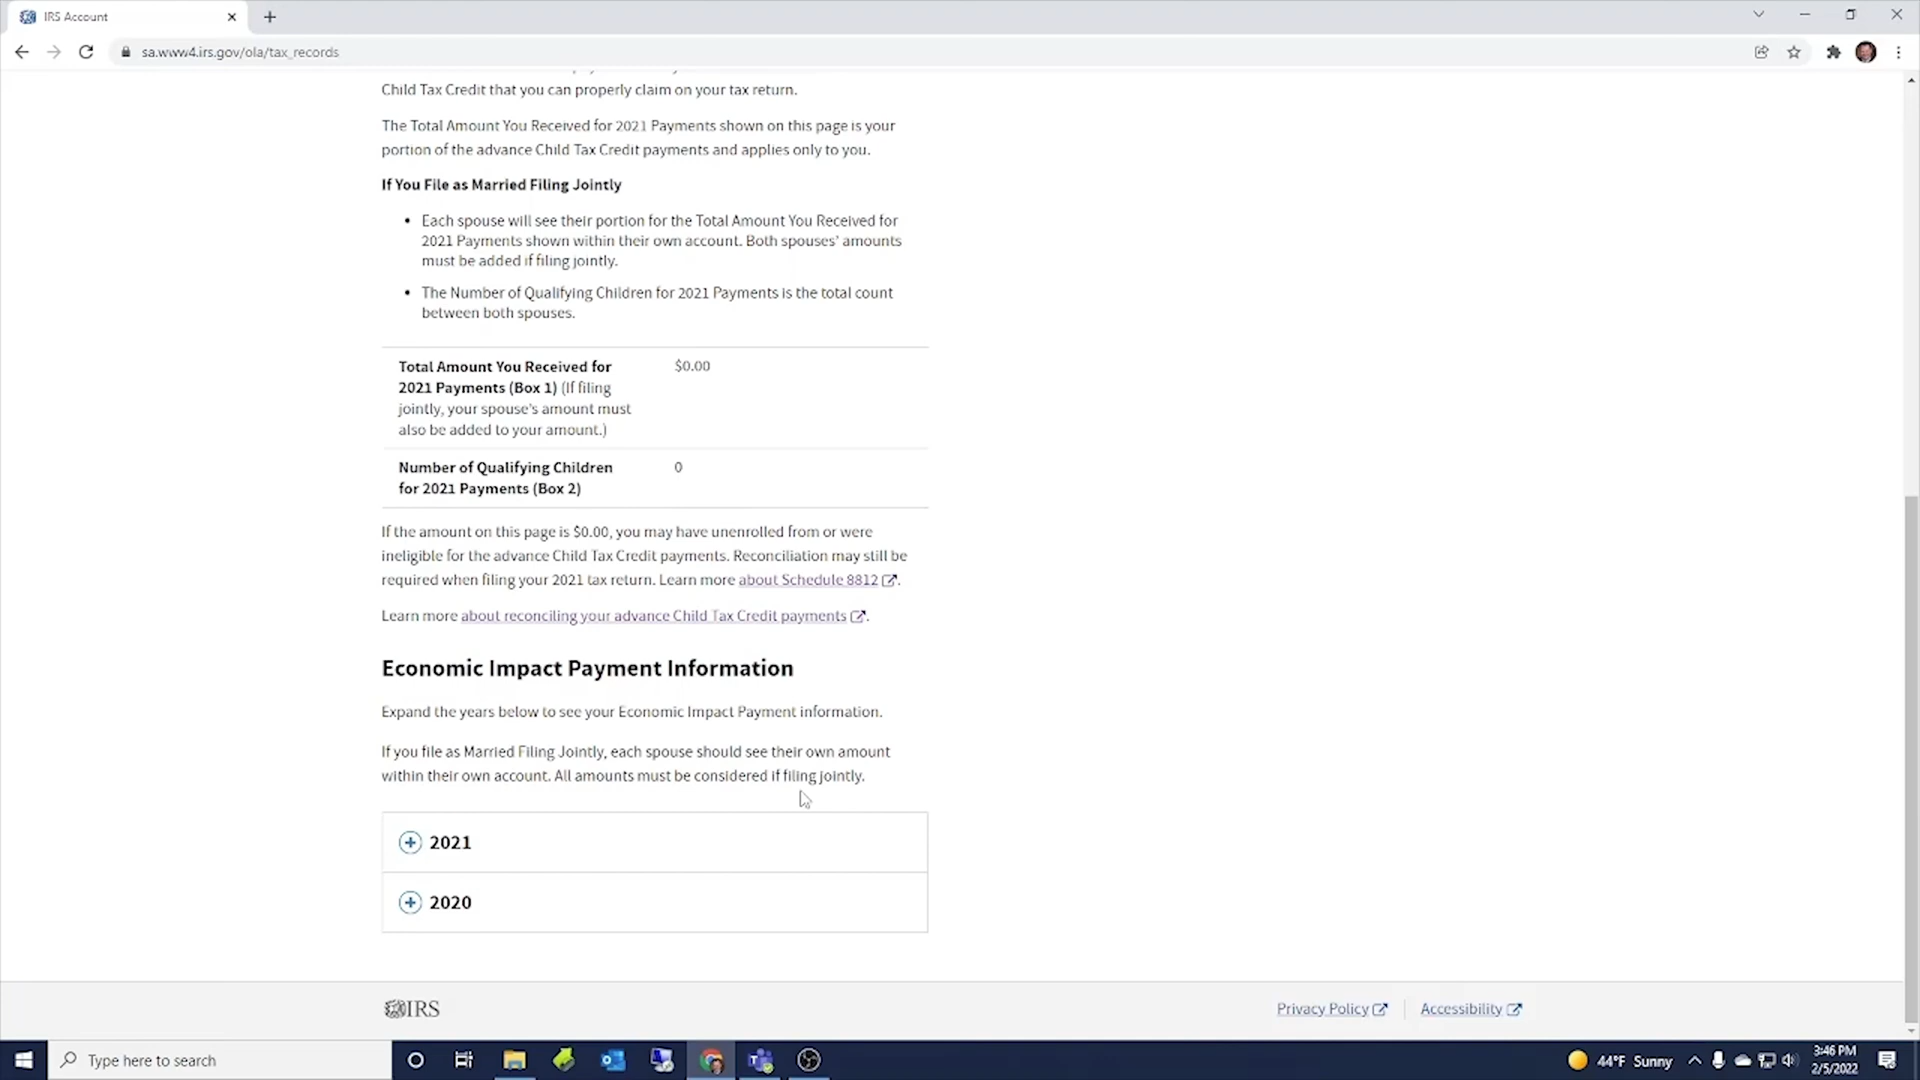 IRS Account
sa.www4.irs.gov/ola/tax_records
Child Tax Credit that you can properly claim on your tax return.
The Total Amount You Received for 2021 Payments shown on this page is your
portion of the advance Child Tax Credit payments and applies only to you.
If You File as Married Filing Jointly
• Each spouse will see their portion for the Total Amount You Received for
2021 Payments shown within their own account. Both spouses' amounts
must be added if filing jointly.
• The Number of Qualifying Children for 2021 Payments is the total count
between both spouses.
Total Amount You Received for $0.00
2021 Payments (Box 1) (If filing
jointly, your spouse's amount must
also be added to your amount.)
Number of Qualifying Children 0
for 2021 Payments (Box 2)
If the amount on this page is $0.00, you may have unenrolled from or were
ineligible for the advance Child Tax Credit payments. Reconciliation may still be
required when filing your 2021 tax return. Learn more about Schedule 8812.
Learn more about reconciling your advance Child Tax Credit payments.
Economic Impact Payment Information
Expand the years below to see your Economic Impact Payment information.
If you file as Married Filing Jointly, each spouse should see their own amount
within their own account. All amounts must be considered if filing jointly.
2021
2020
IRS
Privacy Policy
Accessibility
Type here to search
44°F Sunny
3:46 PM
2/5/2022